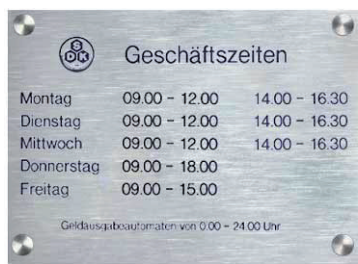 SDK
Geschäftszeiten
Montag 09.00 - 12.00 14.00 - 16.30
Dienstag 09.00 - 12.00 14.00 - 16.30
Mittwoch 09.00 - 12.00 14.00 - 16.30
Donnerstag 09.00 - 18.00
Freitag 09.00 - 15.00
Geldausgabeautomaten von 0.00 - 24.00 Uhr